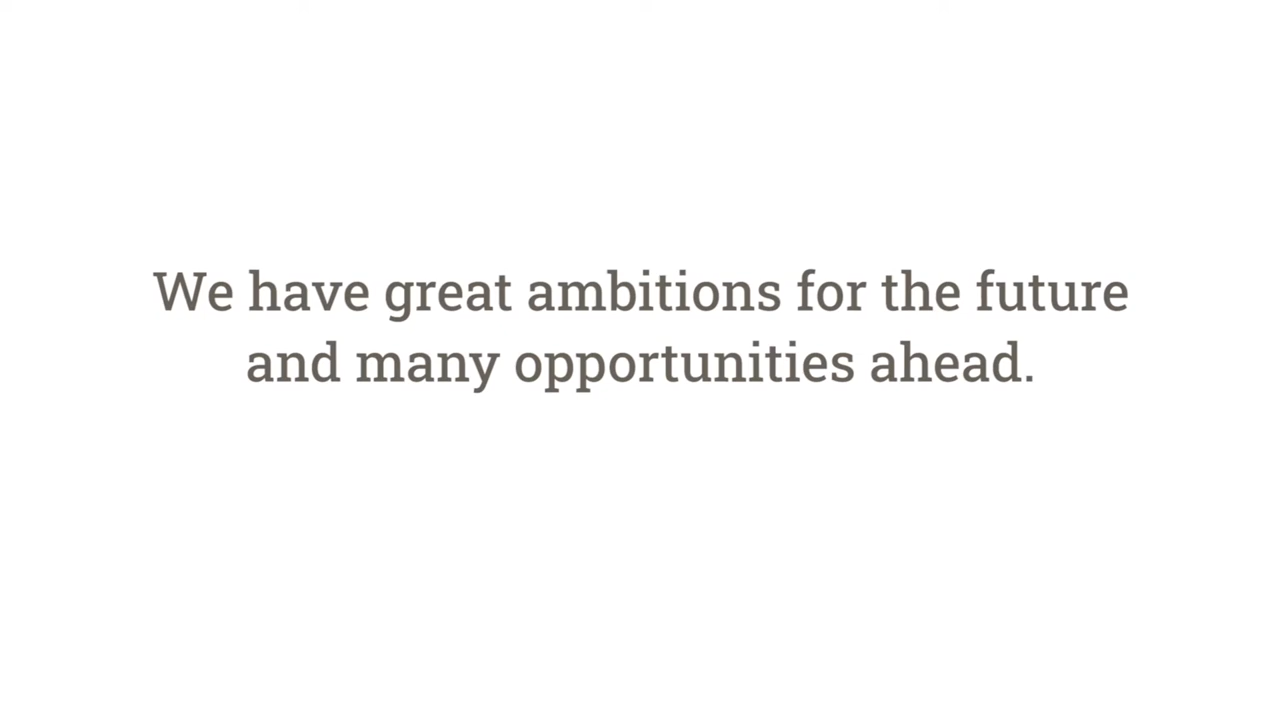 We have great ambitions for the future
and many opportunities ahead.